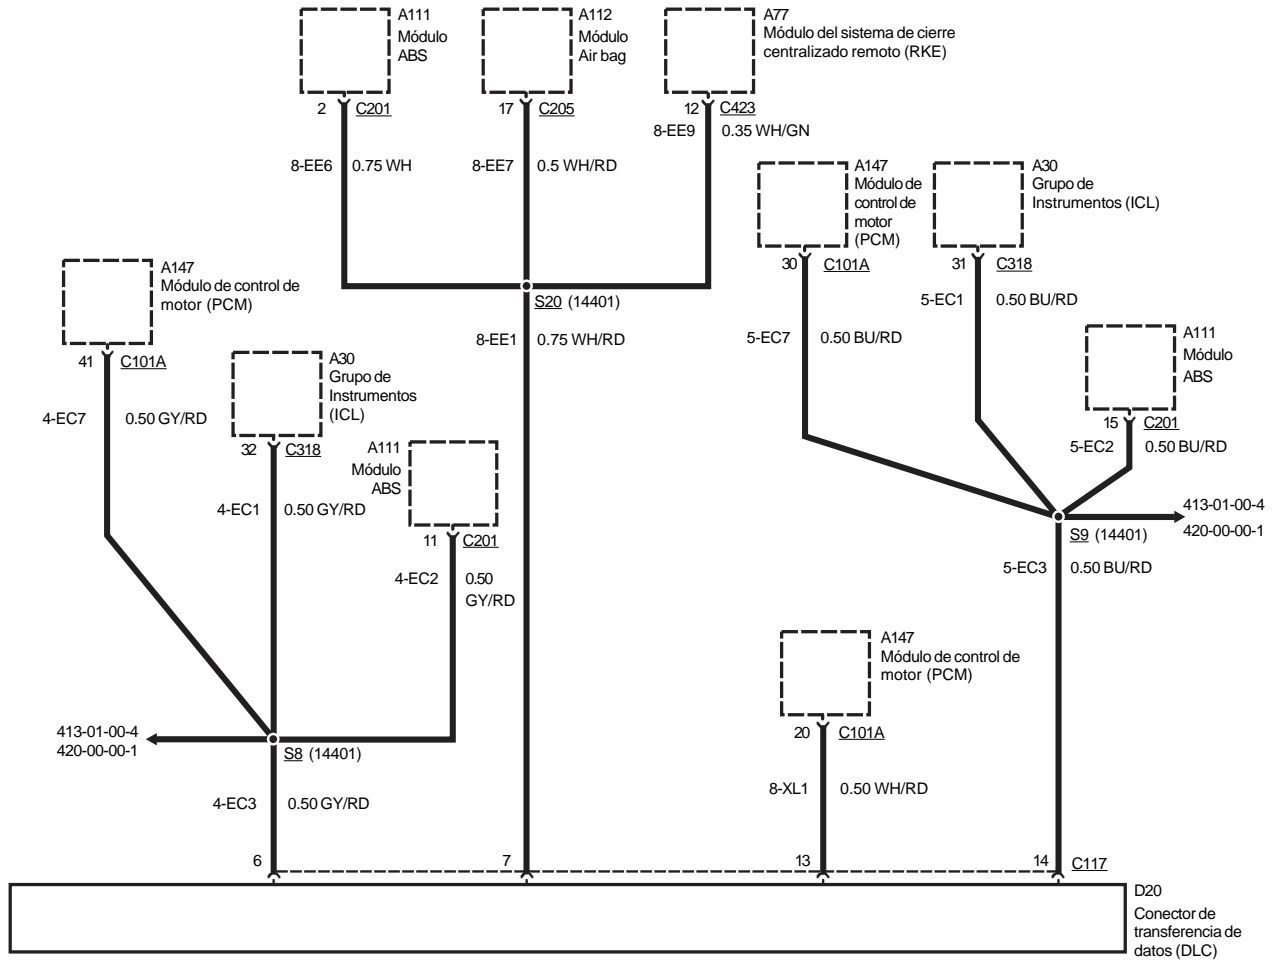 A111
Módulo
ABS
A112
Módulo
Air bag
A77
Módulo del sistema de cierre
centralizado remoto (RKE)
2 C201
17 C205
12 C423
8-EE6 0.75 WH
8-EE7 0.5 WH/RD
8-EE9 0.35 WH/GN
A147
Módulo de
control de
motor
(PCM)
A30
Grupo de
Instrumentos (ICL)
30 C101A
31 C318
5-EC1 0.50 BU/RD
5-EC7 0.50 BU/RD
A147
Módulo de control de
motor (PCM)
S20 (14401)
8-EE1 0.75 WH/RD
A111
Módulo
ABS
41 C101A
A30
Grupo de
Instrumentos
(ICL)
4-EC7 0.50 GY/RD
15 C201
5-EC2 0.50 BU/RD
32 C318
A111
Módulo
ABS
4-EC1 0.50 GY/RD
413-01-00-4
420-00-00-1
S9 (14401)
11 C201
4-EC2 0.50
GY/RD
5-EC3 0.50 BU/RD
A147
Módulo de control de
motor (PCM)
413-01-00-4
420-00-00-1
S8 (14401)
20 C101A
4-EC3 0.50 GY/RD
8-XL1 0.50 WH/RD
6 7 13 14 C117
D20
Conector de
transferencia de
datos (DLC)